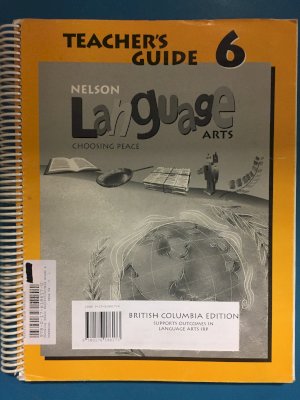 TEACHER'S
GUIDE 6
NELSON
Language
ARTS
CHOOSING PEACE
BRITISH COLUMBIA EDITION
SUPPORTS OUTCOMES IN
LANGUAGE ARTS IRP